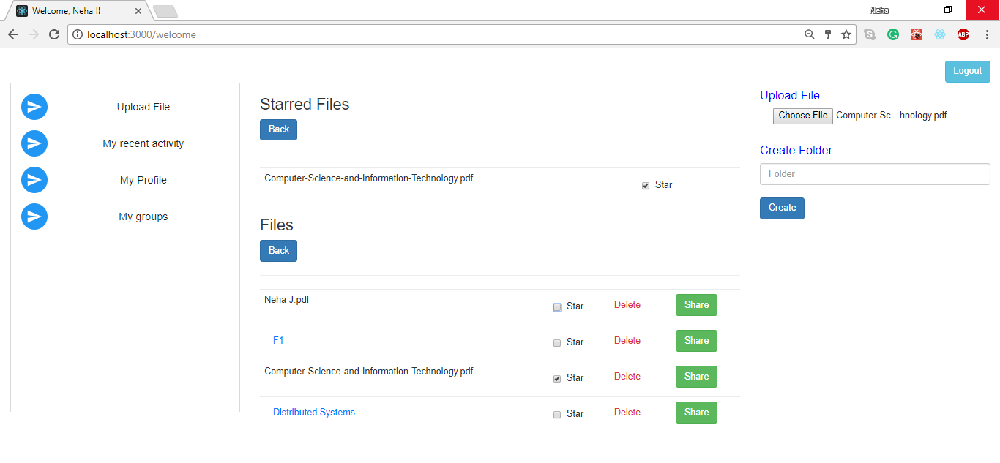 Welcome, Neha !!
Neha
localhost:3000/welcome
S
G
ABP
Logout
Upload File
My recent activity
My Profile
My groups
Starred Files
Back
Computer-Science-and-Information-Technology.pdf Star
Files
Back
Neha J.pdf Star Delete Share
F1 Star Delete Share
Computer-Science-and-Information-Technology.pdf Star Delete Share
Distributed Systems Star Delete Share
Upload File
Choose File Computer-Sc...hnology.pdf
Create Folder
Folder
Create